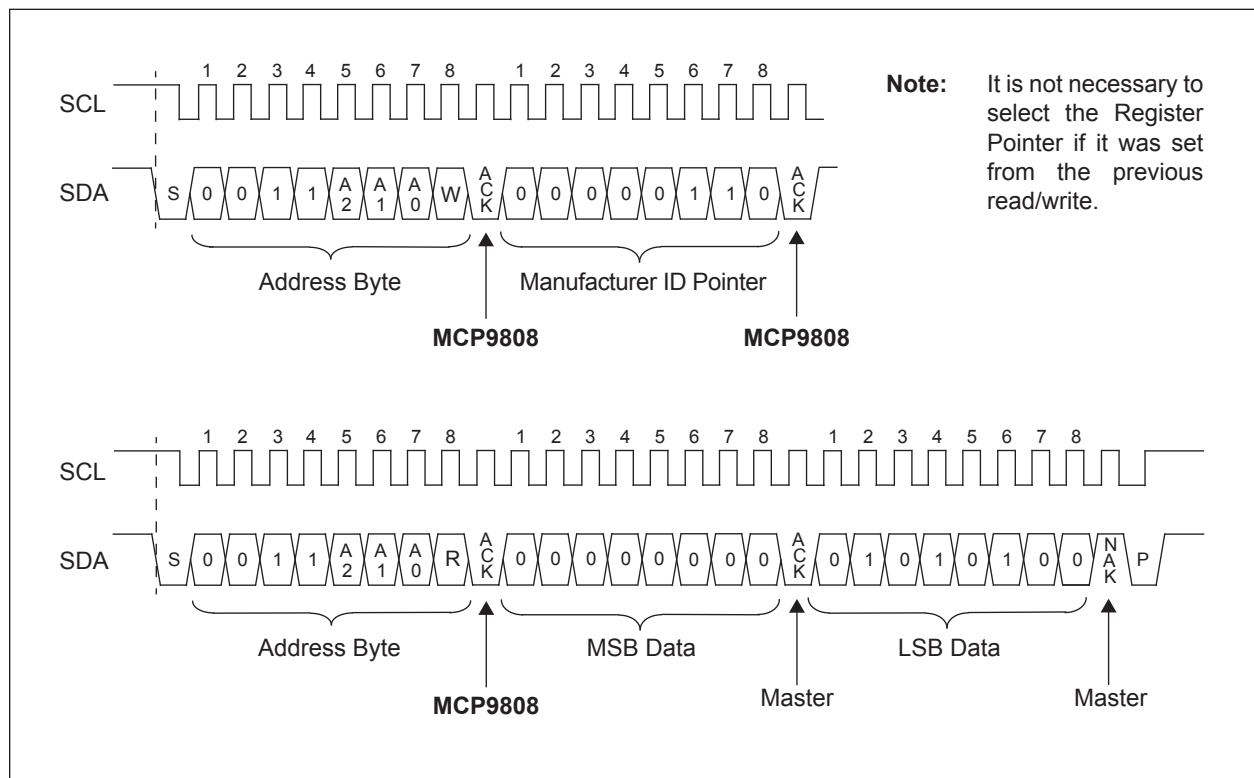 1 2 3 4 5 6 7 8 1 2 3 4 5 6 7 8
SCL
SDA S 0 0 1 1 A2 A1 A0 W ACK 0 0 0 0 0 1 1 0 ACK
Address Byte Manufacturer ID Pointer
MCP9808 MCP9808
Note: It is not necessary to
select the Register
Pointer if it was set
from the previous
read/write.
1 2 3 4 5 6 7 8 1 2 3 4 5 6 7 8 1 2 3 4 5 6 7 8
SCL
SDA S 0 0 1 1 A2 A1 A0 R ACK 0 0 0 0 0 0 0 0 ACK 0 1 0 1 0 1 0 0 NAK P
Address Byte MSB Data LSB Data
MCP9808 Master Master